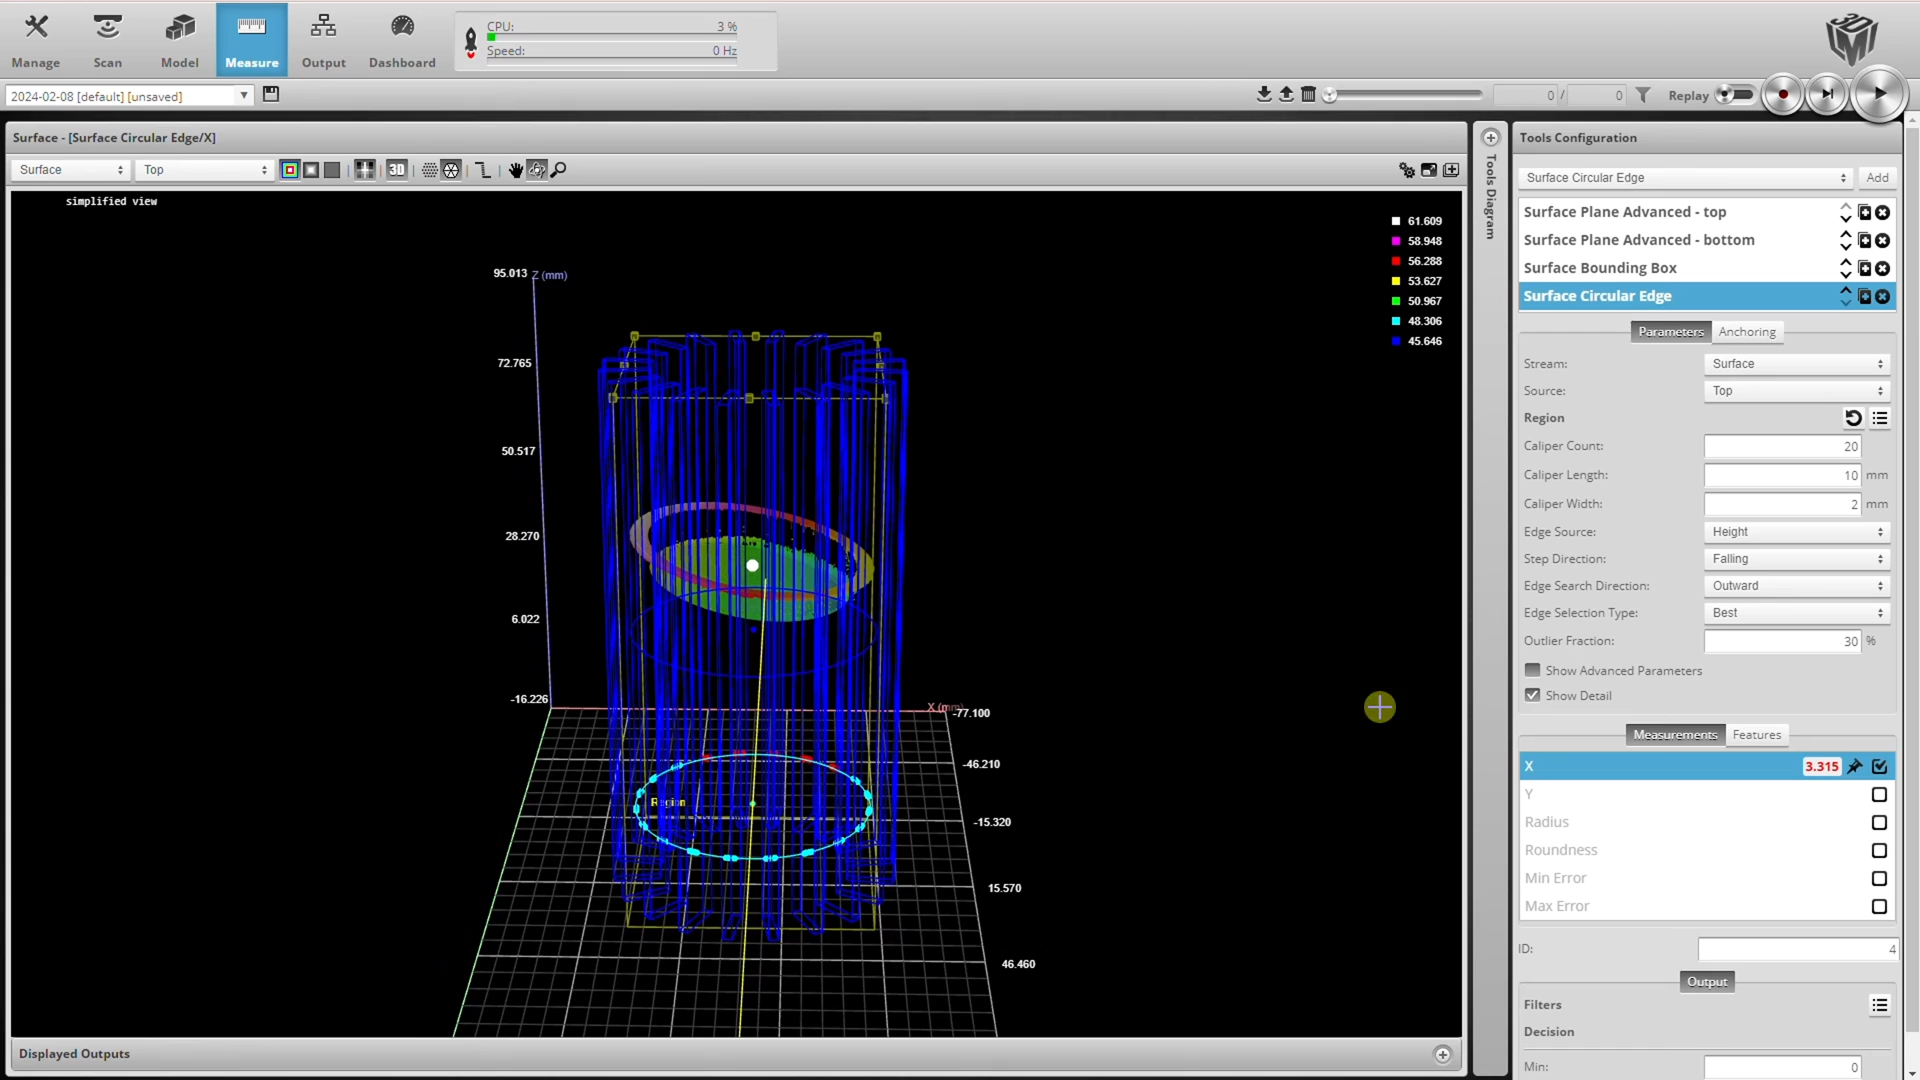 Manage
Scan
Model
Measure
Output
Dashboard
CPU:
3 %
Speed:
0 Hz
2024-02-08 [default] [unsaved]
0 /
0
Replay
Surface - [Surface Circular Edge/X]
Surface
Top
3D
simplified view
61.609
58.948
56.288
53.627
50.967
48.306
45.646
95.013
Z (mm)
72.765
50.517
28.270
6.022
-16.226
X (mm)
-77.100
-46.210
-15.320
15.570
46.460
Region
Displayed Outputs
Tools Diagram
Tools Configuration
Surface Circular Edge
Add
Surface Plane Advanced - top
Surface Plane Advanced - bottom
Surface Bounding Box
Surface Circular Edge
Parameters
Anchoring
Stream:
Surface
Source:
Top
Region
Caliper Count:
20
Caliper Length:
10 mm
Caliper Width:
2 mm
Edge Source:
Height
Step Direction:
Falling
Edge Search Direction:
Outward
Edge Selection Type:
Best
Outlier Fraction:
30 %
Show Advanced Parameters
Show Detail
Measurements
Features
X
3.315
Y
Radius
Roundness
Min Error
Max Error
ID:
4
Output
Filters
Decision
Min:
0